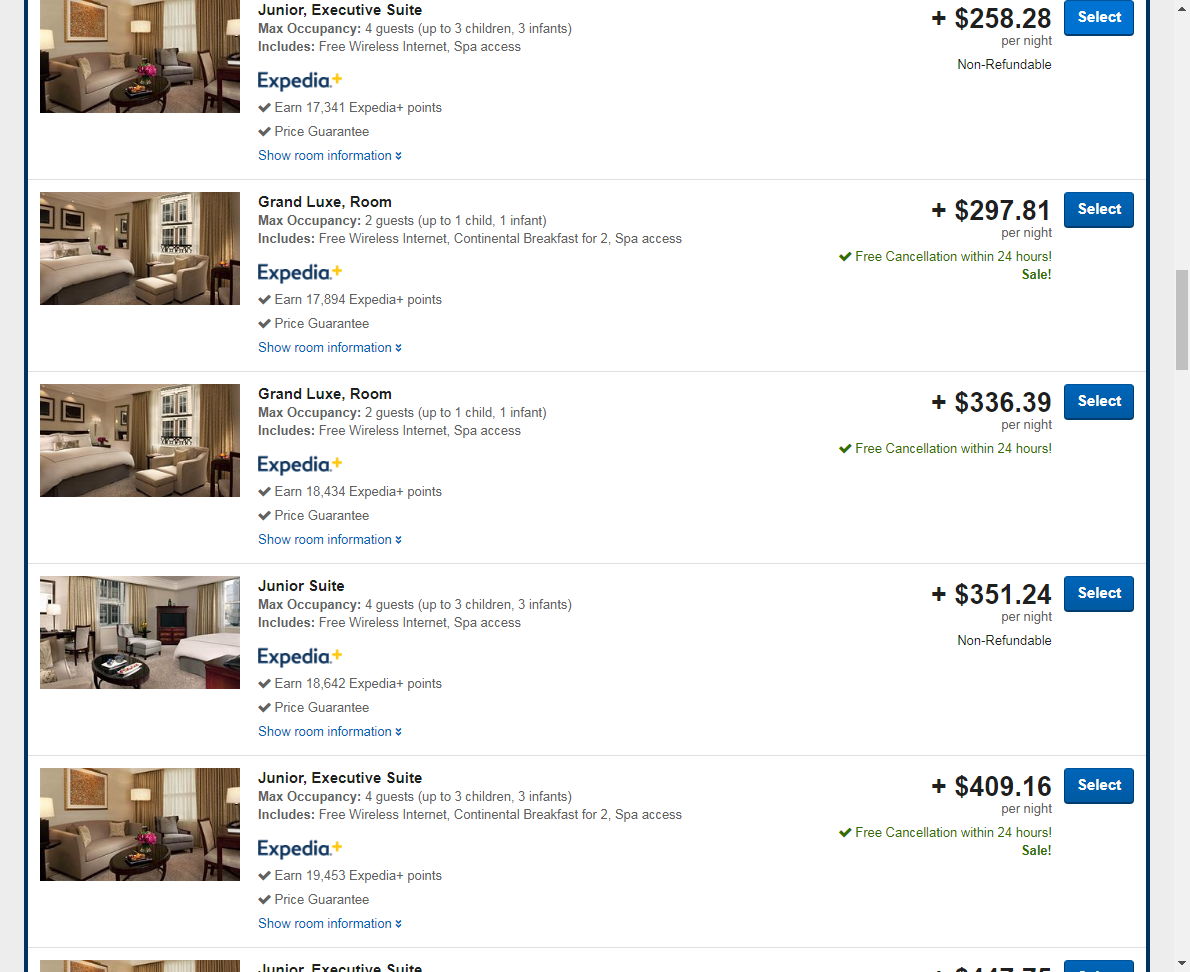 Junior, Executive Suite
Max Occupancy: 4 guests (up to 3 children, 3 infants)
Includes: Free Wireless Internet, Spa access
Expedia+
Earn 17,341 Expedia+ points
Price Guarantee
Show room information
+ $258.28
per night
Non-Refundable
Select
Grand Luxe, Room
Max Occupancy: 2 guests (up to 1 child, 1 infant)
Includes: Free Wireless Internet, Continental Breakfast for 2, Spa access
Expedia+
Earn 17,894 Expedia+ points
Price Guarantee
Show room information
+ $297.81
per night
Free Cancellation within 24 hours!
Sale!
Select
Grand Luxe, Room
Max Occupancy: 2 guests (up to 1 child, 1 infant)
Includes: Free Wireless Internet, Spa access
Expedia+
Earn 18,434 Expedia+ points
Price Guarantee
Show room information
+ $336.39
per night
Free Cancellation within 24 hours!
Select
Junior Suite
Max Occupancy: 4 guests (up to 3 children, 3 infants)
Includes: Free Wireless Internet, Spa access
Expedia+
Earn 18,642 Expedia+ points
Price Guarantee
Show room information
+ $351.24
per night
Non-Refundable
Select
Junior, Executive Suite
Max Occupancy: 4 guests (up to 3 children, 3 infants)
Includes: Free Wireless Internet, Continental Breakfast for 2, Spa access
Expedia+
Earn 19,453 Expedia+ points
Price Guarantee
Show room information
+ $409.16
per night
Free Cancellation within 24 hours!
Sale!
Select
Junior, Executive Suite